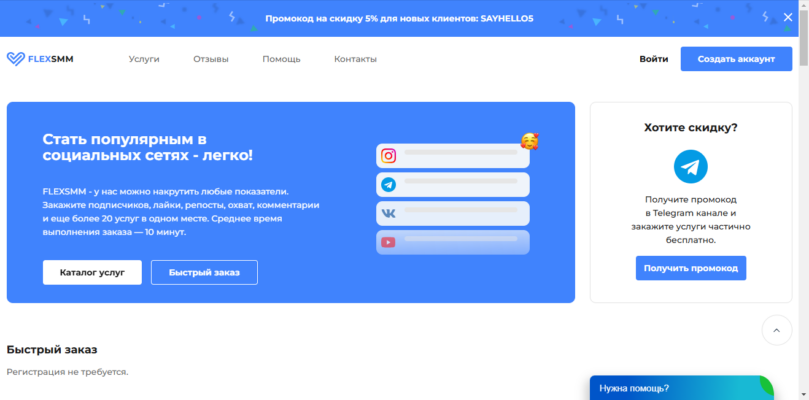 Промокод на скидку 5% для новых клиентов: SAYHELLO5
FLEXSMM
Услуги
Отзывы
Помощь
Контакты
Войти
Создать аккаунт
Стать популярным в
социальных сетях - легко!
FLEXSMM - у нас можно накрутить любые показатели.
Закажите подписчиков, лайки, репосты, охват, комментарии
и еще более 20 услуг в одном месте. Среднее время
выполнения заказа — 10 минут.
Каталог услуг
Быстрый заказ
Хотите скидку?
Получите промокод
в Telegram канале и
закажите услуги частично
бесплатно.
Получить промокод
Быстрый заказ
Регистрация не требуется.
Нужна помощь?